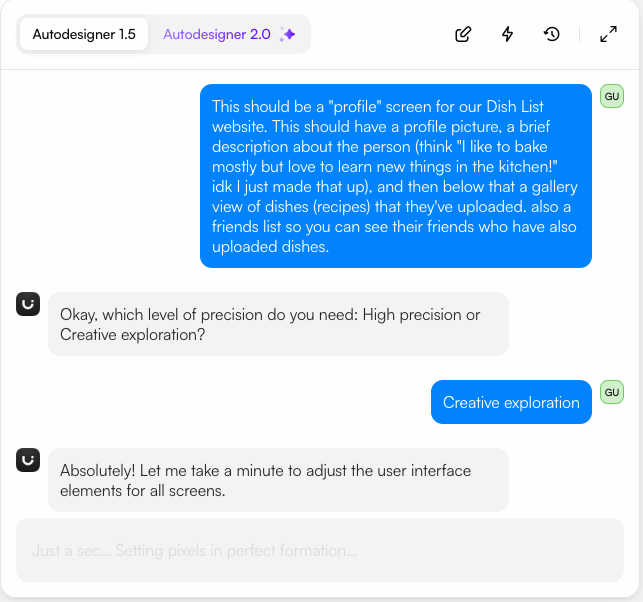 Autodesigner 1.5
Autodesigner 2.0
GU
This should be a "profile" screen for our Dish List
website. This should have a profile picture, a brief
description about the person (think "I like to bake
mostly but love to learn new things in the kitchen!"
idk I just made that up), and then below that a gallery
view of dishes (recipes) that they've uploaded. also a
friends list so you can see their friends who have also
uploaded dishes.
Okay, which level of precision do you need: High precision or
Creative exploration?
GU
Creative exploration
Absolutely! Let me take a minute to adjust the user interface
elements for all screens.
Just a sec... Setting pixels in perfect formation...